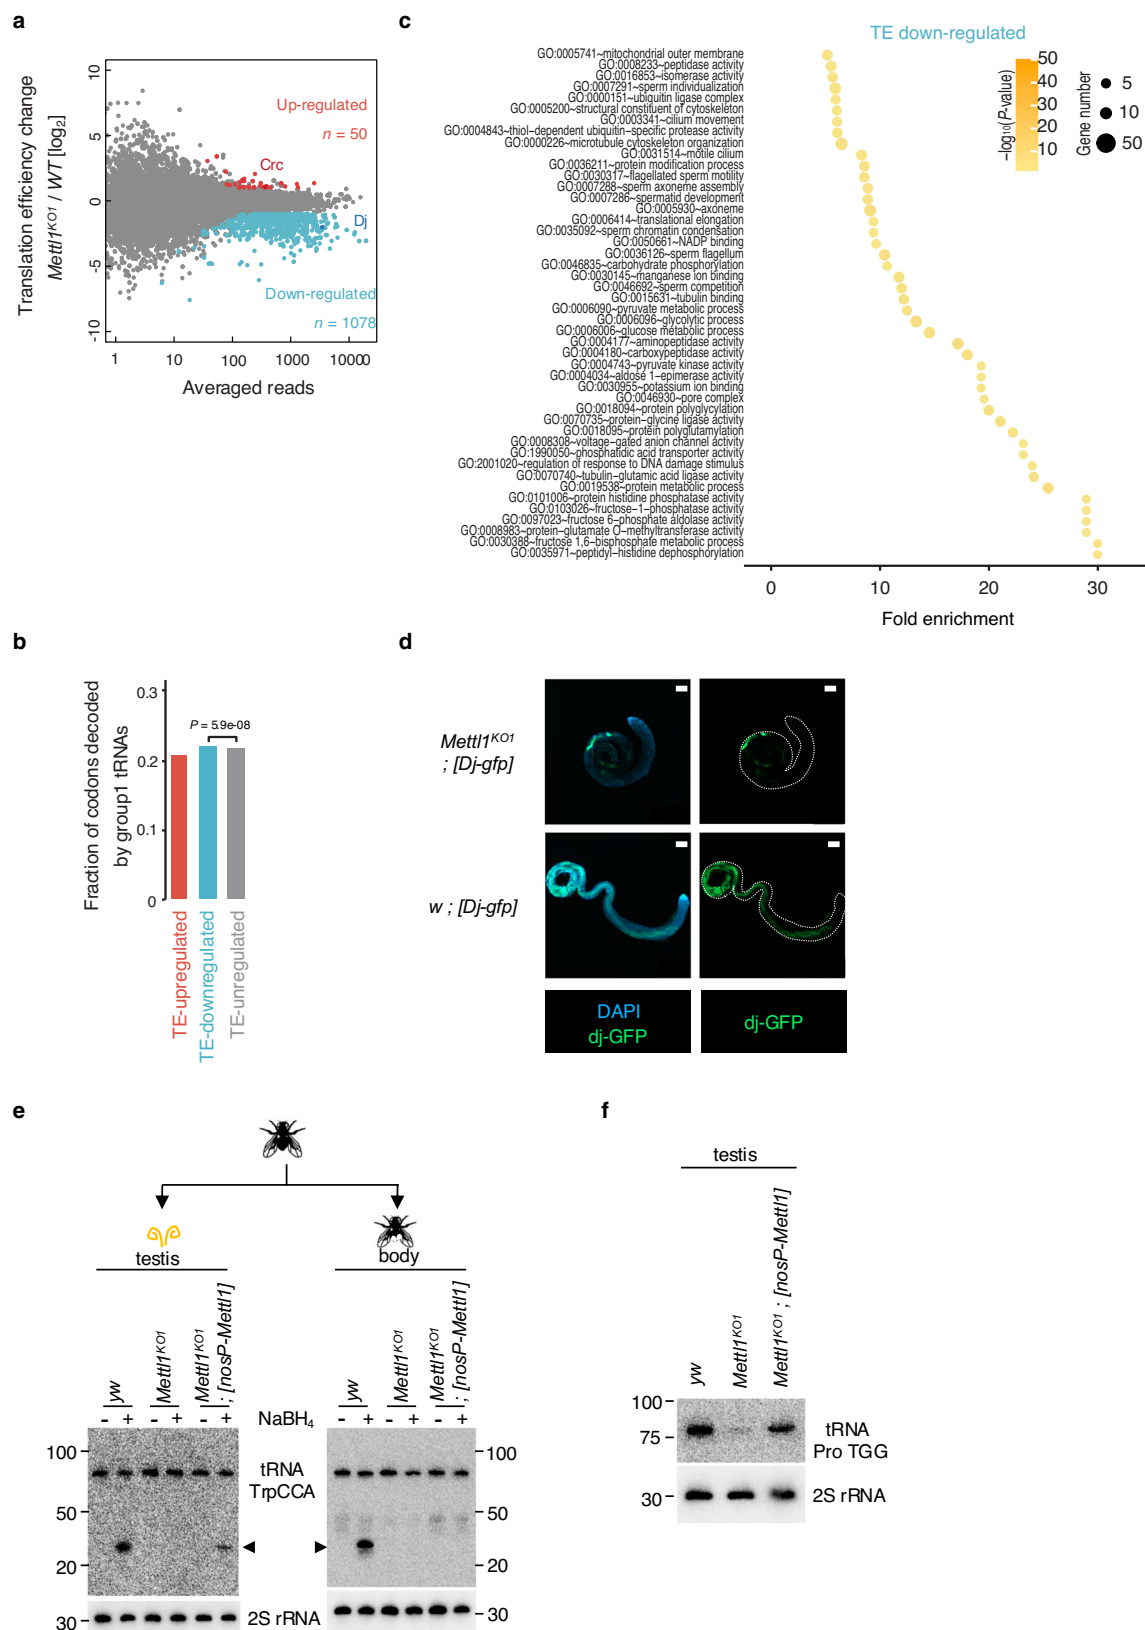 a
Translation efficiency change
Mettl1KO1 / WT [log2]
10
5
0
-5
-10
Up-regulated
n = 50
Crc
Dj
Down-regulated
n = 1078
1
10
100
1000
10000
Averaged reads
c
TE down-regulated
GO:0005741~mitochondrial outer membrane
GO:0008233~peptidase activity
GO:0016853~isomerase activity
GO:0007291~sperm individualization
GO:0000151~ubiquitin ligase complex
GO:0005200~structural constituent of cytoskeleton
GO:0003341~cilium movement
GO:0004843~thiol-dependent ubiquitin-specific protease activity
GO:0000226~microtubule cytoskeleton organization
GO:0031514~motile cilium
GO:0036211~protein modification process
GO:0030317~flagellated sperm motility
GO:0007288~sperm axoneme assembly
GO:0007286~spermatid development
GO:0005930~axoneme
GO:0006414~translational elongation
GO:0035092~sperm chromatin condensation
GO:0050661~NADP binding
GO:0036126~sperm flagellum
GO:0046835~carbohydrate phosphorylation
GO:0030145~manganese ion binding
GO:0046692~sperm competition
GO:0015631~tubulin binding
GO:0006090~pyruvate metabolic process
GO:0006096~glycolytic process
GO:0006006~glucose metabolic process
GO:0004177~aminopeptidase activity
GO:0004180~carboxypeptidase activity
GO:0004743~pyruvate kinase activity
GO:0004034~aldose 1-epimerase activity
GO:0030955~potassium ion binding
GO:0046930~pore complex
GO:0018094~protein polyglycylation
GO:0070735~protein-glycine ligase activity
GO:0018095~protein polyglutamylation
GO:0008308~voltage-gated anion channel activity
GO:1990050~phosphatidic acid transporter activity
GO:2001020~regulation of response to DNA damage stimulus
GO:0070740~tubulin-glutamic acid ligase activity
GO:0019538~protein metabolic process
GO:0101006~protein histidine phosphatase activity
GO:0103026~fructose-1-phosphatase activity
GO:0097023~fructose 6-phosphate aldolase activity
GO:0008983~protein-glutamate O-methyltransferase activity
GO:0030388~fructose 1,6-bisphosphate metabolic process
GO:0035971~peptidyl-histidine dephosphorylation
0
10
20
30
Fold enrichment
-log10(P-value)
50
40
30
20
10
Gene number
5
10
50
b
Fraction of codons decoded
by group1 tRNAs
0.3
0.2
0.1
0
P = 5.9e-08
TE-upregulated
TE-downregulated
TE-unregulated
d
Mettl1KO1
; [Dj-gfp]
w ; [Dj-gfp]
DAPI
dj-GFP
dj-GFP
e
testis
body
yw
Mettl1KO1
Mettl1KO1
; [nosP-Mettl1]
yw
Mettl1KO1
Mettl1KO1
; [nosP-Mettl1]
- + - + - +
NaBH4
- + - + - +
100
50
20
30
tRNA
TrpCCA
2S rRNA
100
50
20
30
f
testis
yw
Mettl1KO1
Mettl1KO1 ; [nosP-Mettl1]
100
75
30
tRNA
Pro TGG
2S rRNA